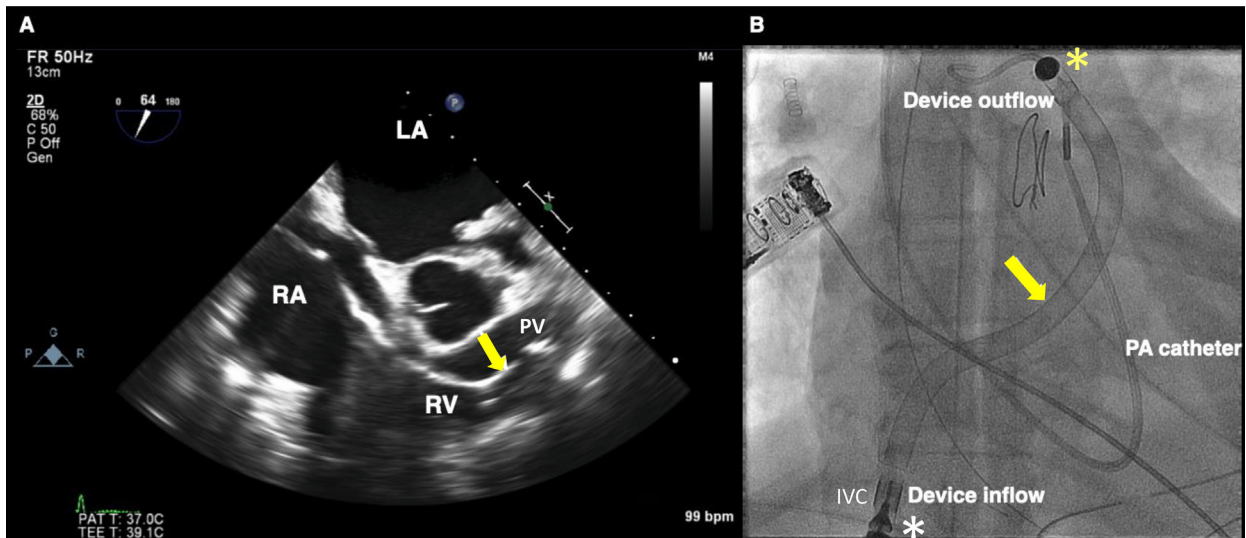 A
FR 50Hz
13cm
2D
68%
C 50
P Off
Gen
0 64 180
M4
P
LA
X
RA
PV
RV
G
P R
PAT T: 37.0C
TEE T: 39.1C
99 bpm
B
*
Device outflow
PA catheter
IVC
Device inflow
*